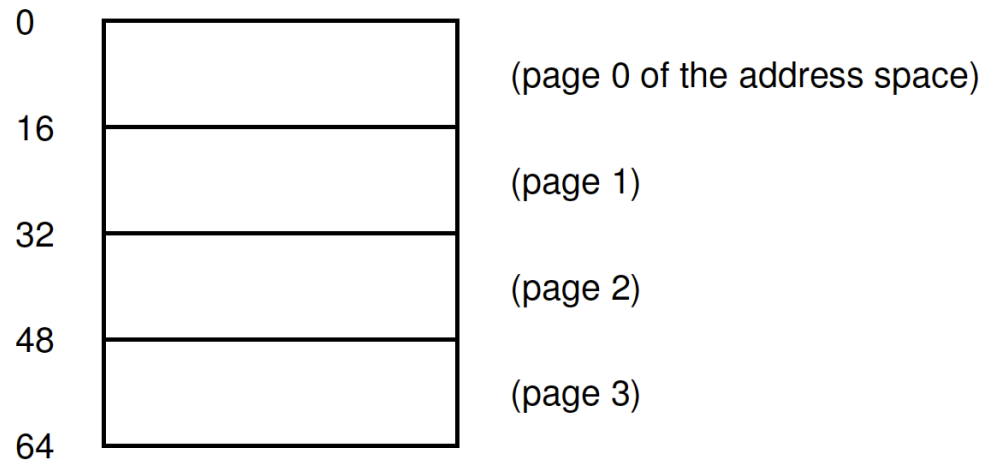 0
(page 0 of the address space)
16
(page 1)
32
(page 2)
48
(page 3)
64